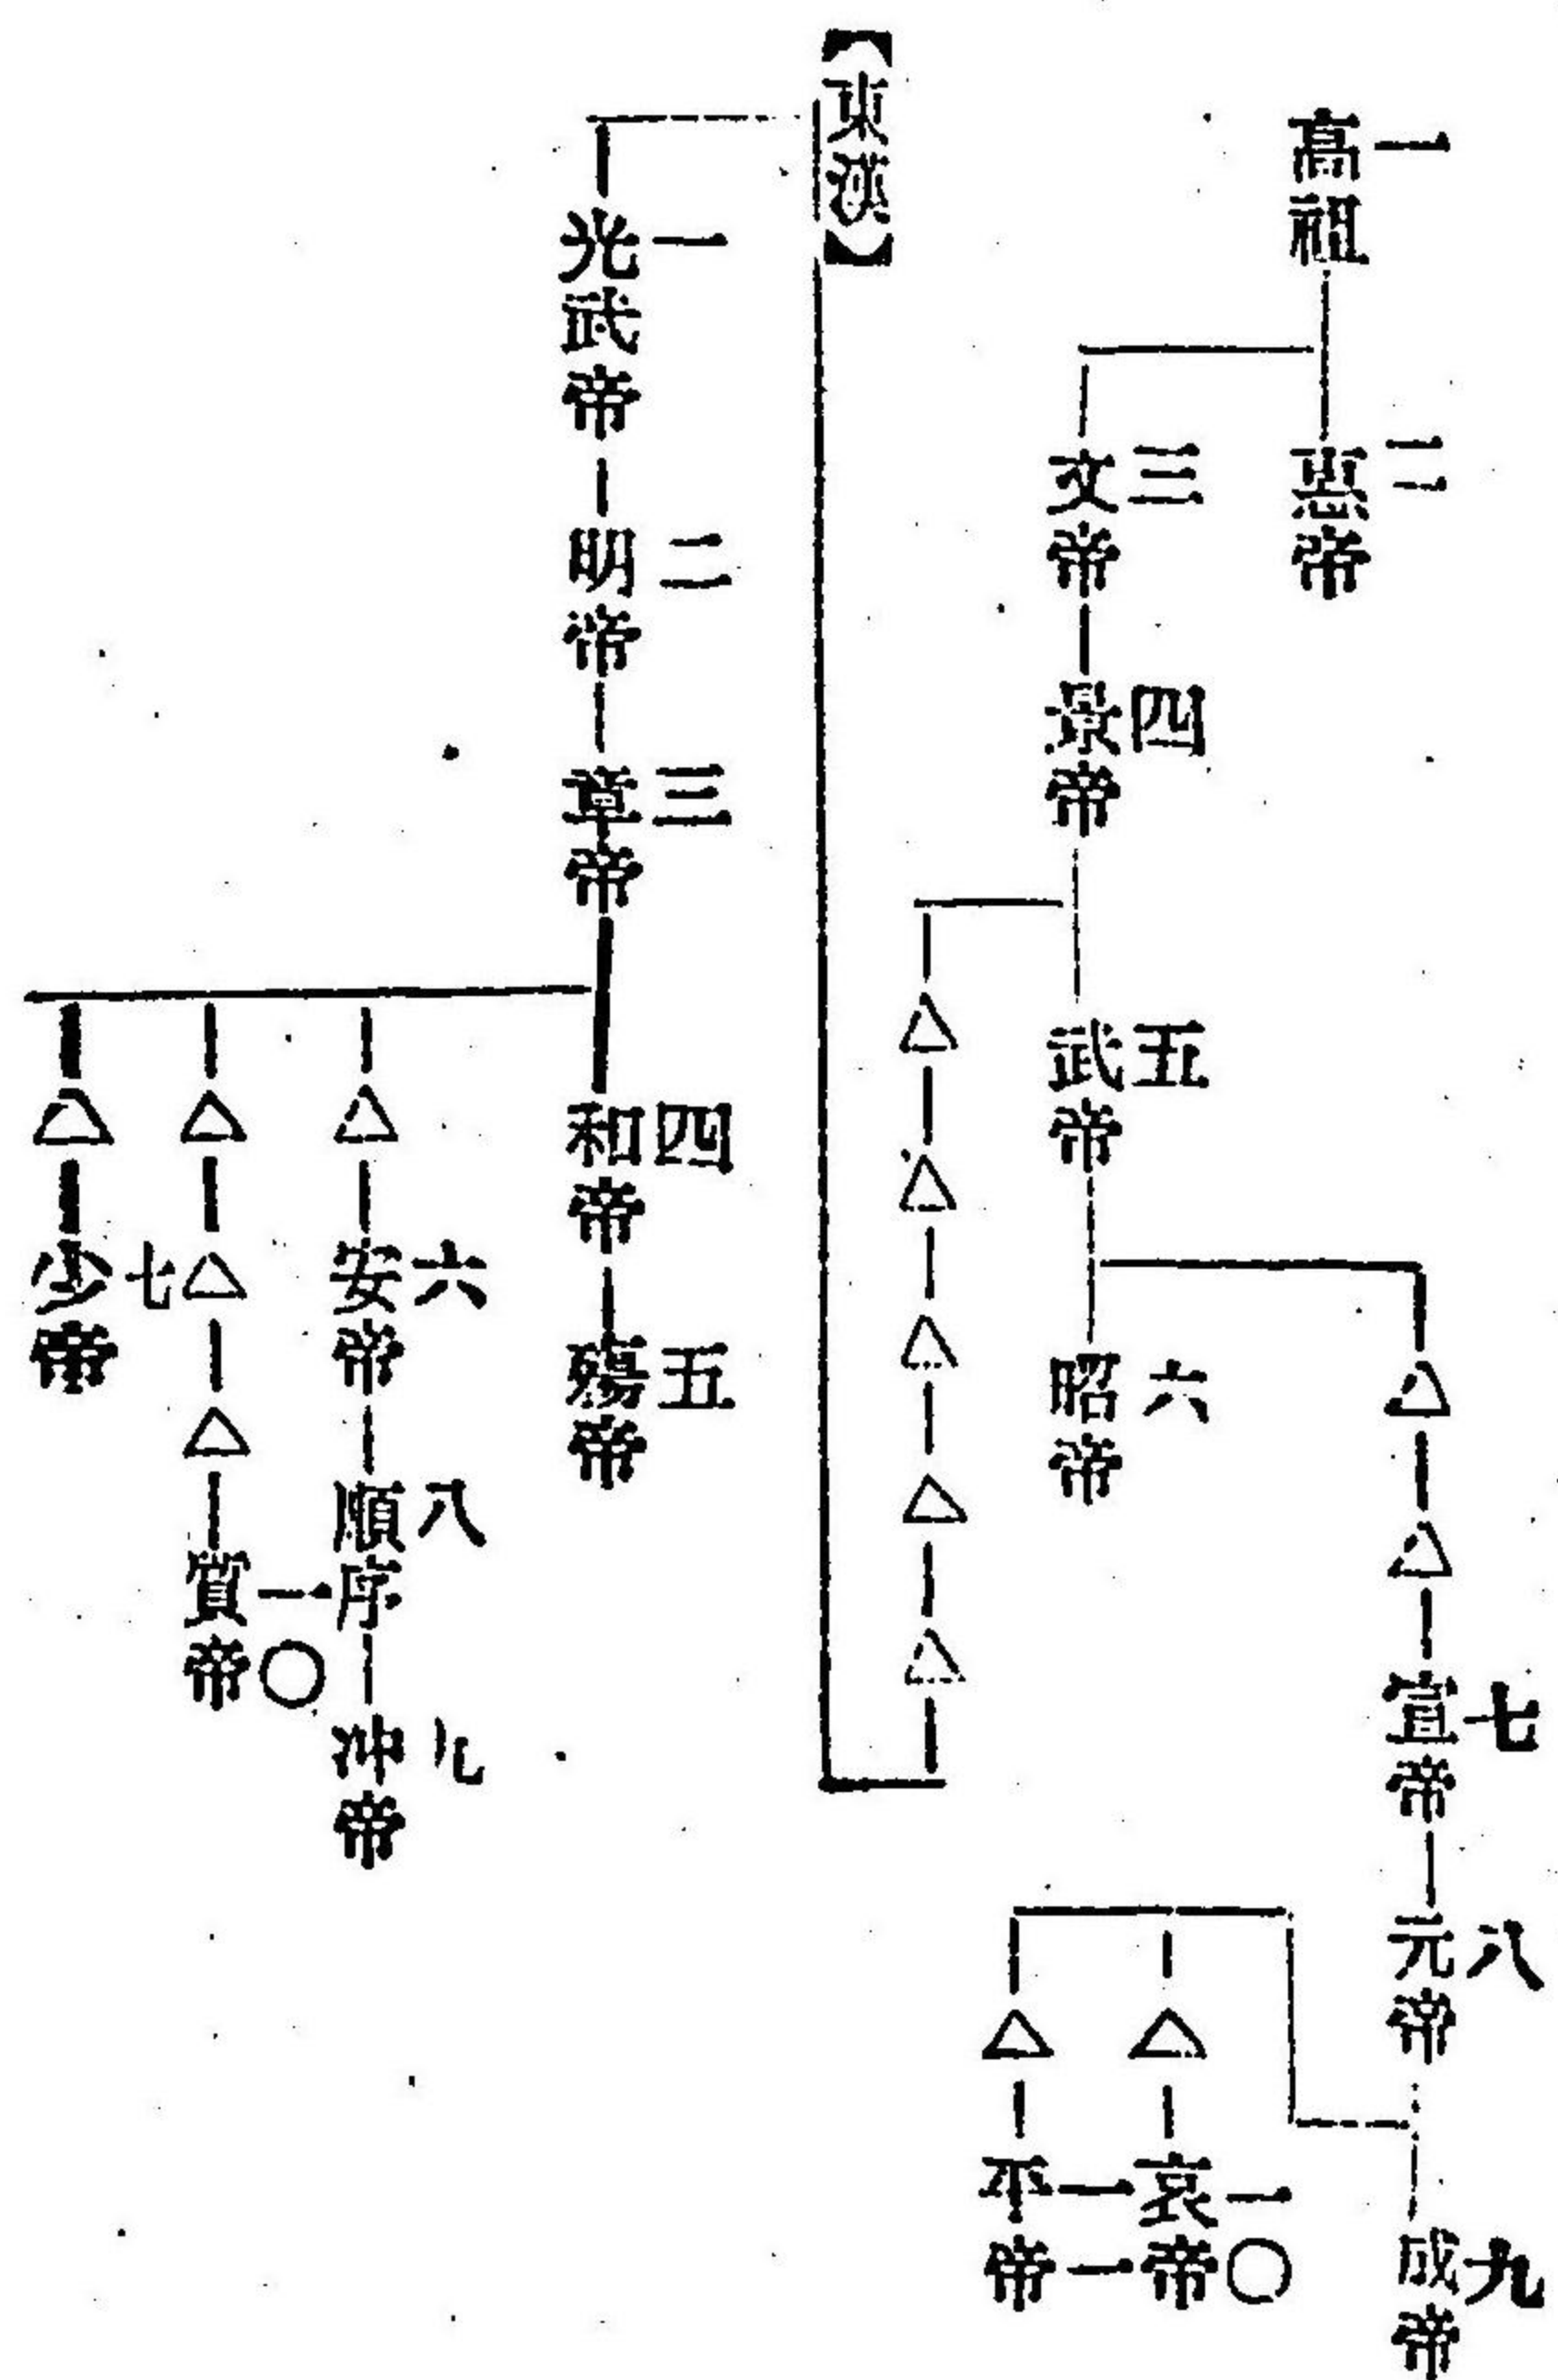 一
高祖
二
惠帝
三
文帝
四
景帝
五
武帝
六
昭帝
七
宣帝
八
元帝
九
成帝
一〇
哀帝
一一
平帝
【東漢】
一
光武帝
二
明帝
三
章帝
四
和帝
五
殤帝
六
安帝
八
順序
九
冲帝
一〇
質帝
七
少帝